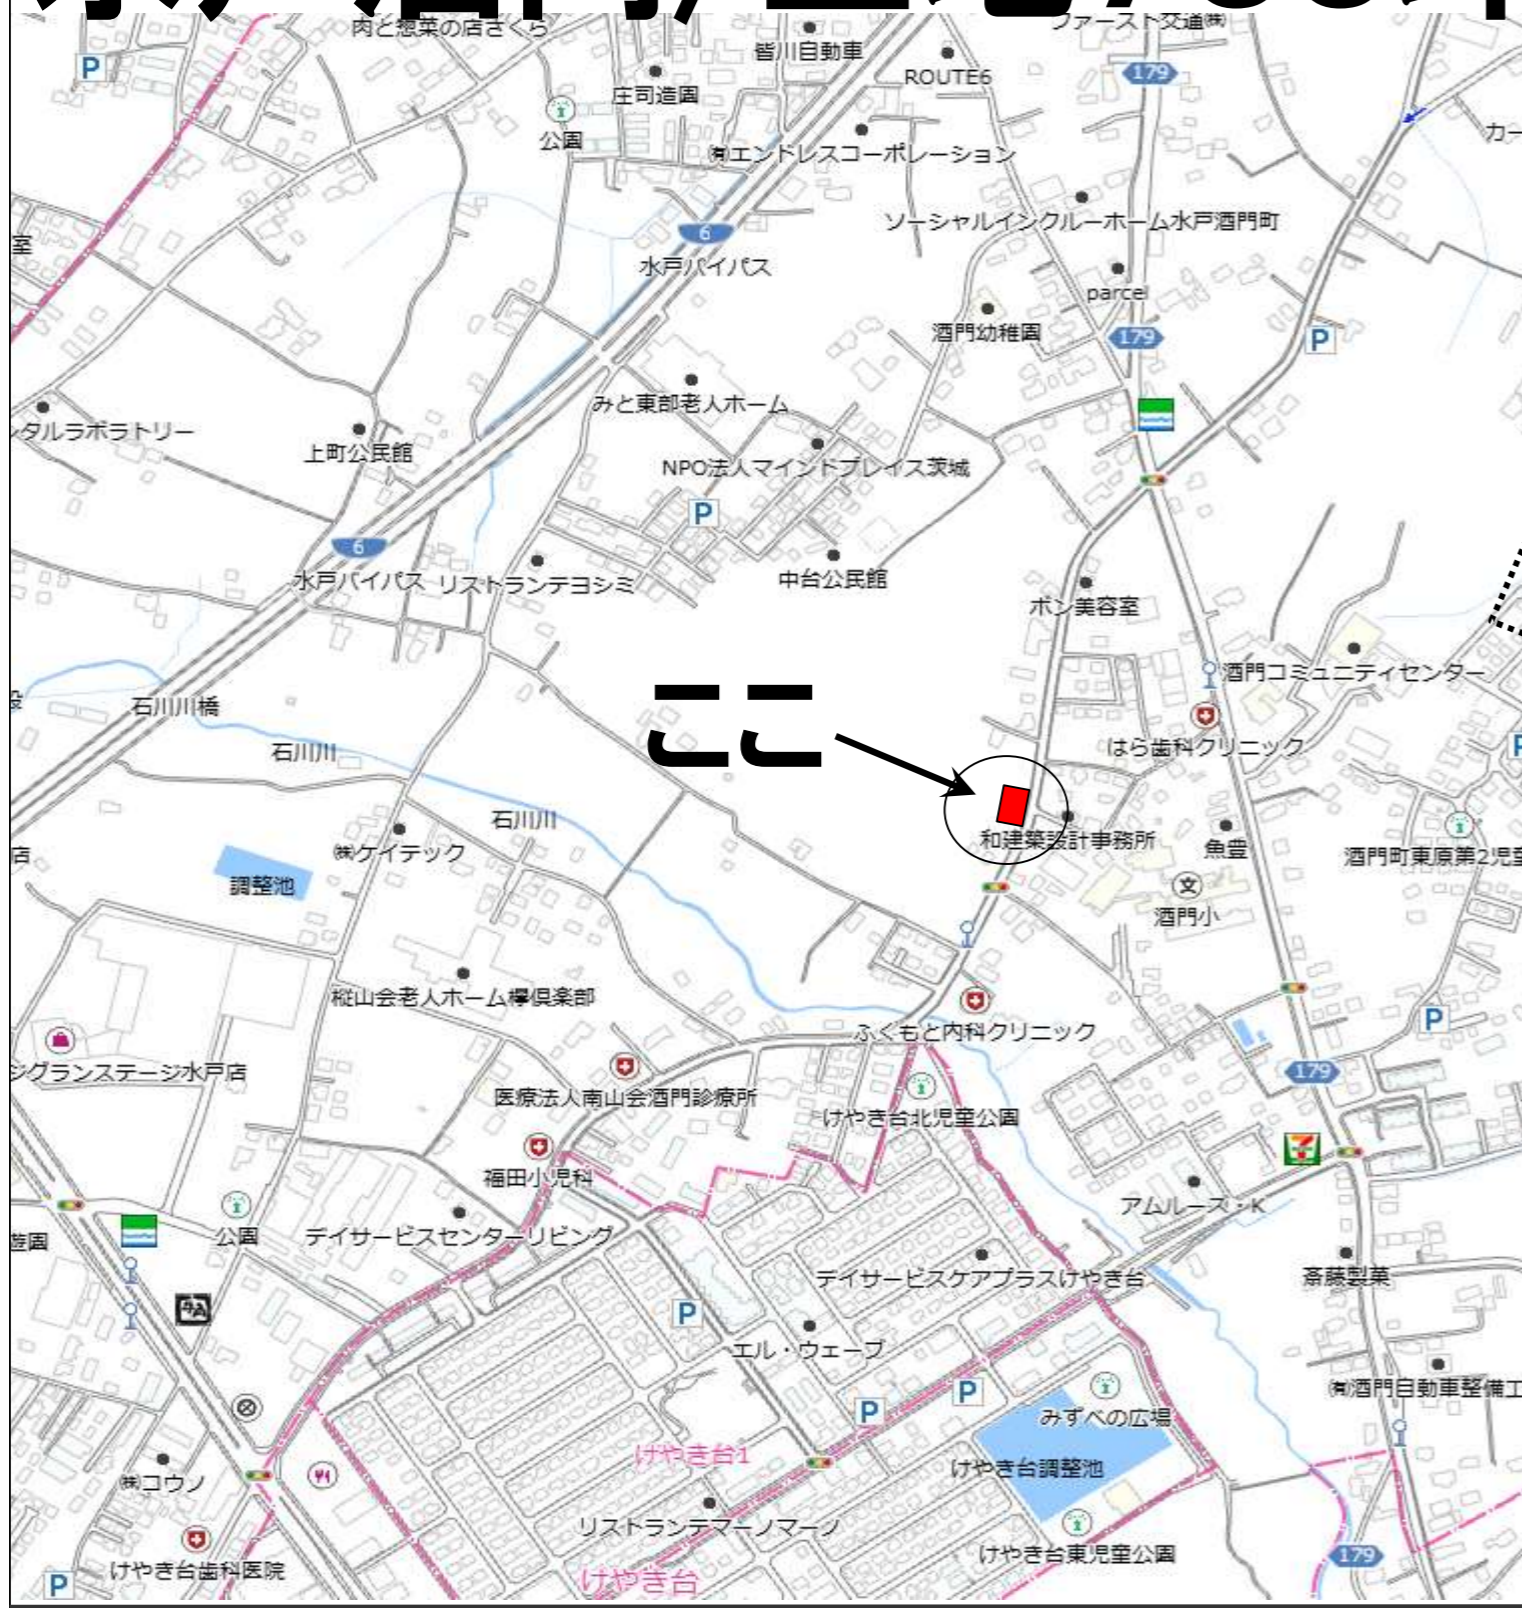 肉と惣菜の店さくら
ファースト交通㈱
皆川自動車
179
P
ROUTE6
庄司造園
公園
カー
㈲エンドレスコーポレーション
ソーシャルインクルーホーム水戸酒門町
6
室
水戸バイパス
parcel
酒門幼稚園
179
P
みと東部老人ホーム
タルラボラトリー
上町公民館
NPO法人マインドプレイス茨城
P
6
水戸バイパス
リストランテヨシミ
中台公民館
ボン美容室
酒門コミュニティセンター
石川川橋
ここ
はら歯科クリニック
石川川
石川川
和建築設計事務所
魚豊
㈱ケイテック
店
酒門町東原第2児童
調整池
文
酒門小
樅山会老人ホーム欅倶楽部
P
ふくもと内科クリニック
ジグランステージ水戸店
179
医療法人南山会酒門診療所
けやき台北児童公園
7
福田小児科
アムルース・K
公園
デイサービスセンターリビング
遊園
デイサービスケアプラスけやき台
斎藤製菓
P
エル・ウェーブ
㈲酒門自動車整備工
P
P
みずべの広場
けやき台1
けやき台調整池
㈱コウノ
リストランテマーノマーノ
けやき台東児童公園
179
けやき台歯科医院
けやき台
P